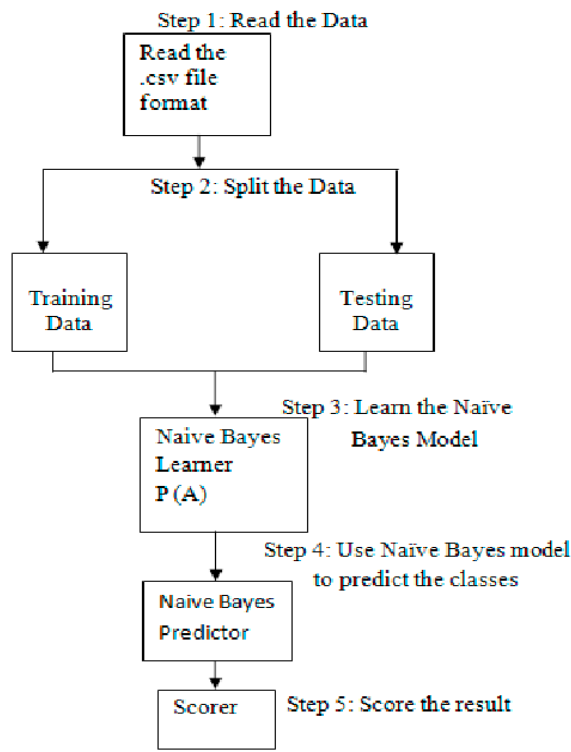 Step 1: Read the Data
Read the
.csv file
format
Step 2: Split the Data
Training
Data
Testing
Data
Step 3: Learn the Naïve
Bayes Model
Naive Bayes
Learner
P (A)
Step 4: Use Naïve Bayes model
to predict the classes
Naive Bayes
Predictor
Scorer
Step 5: Score the result